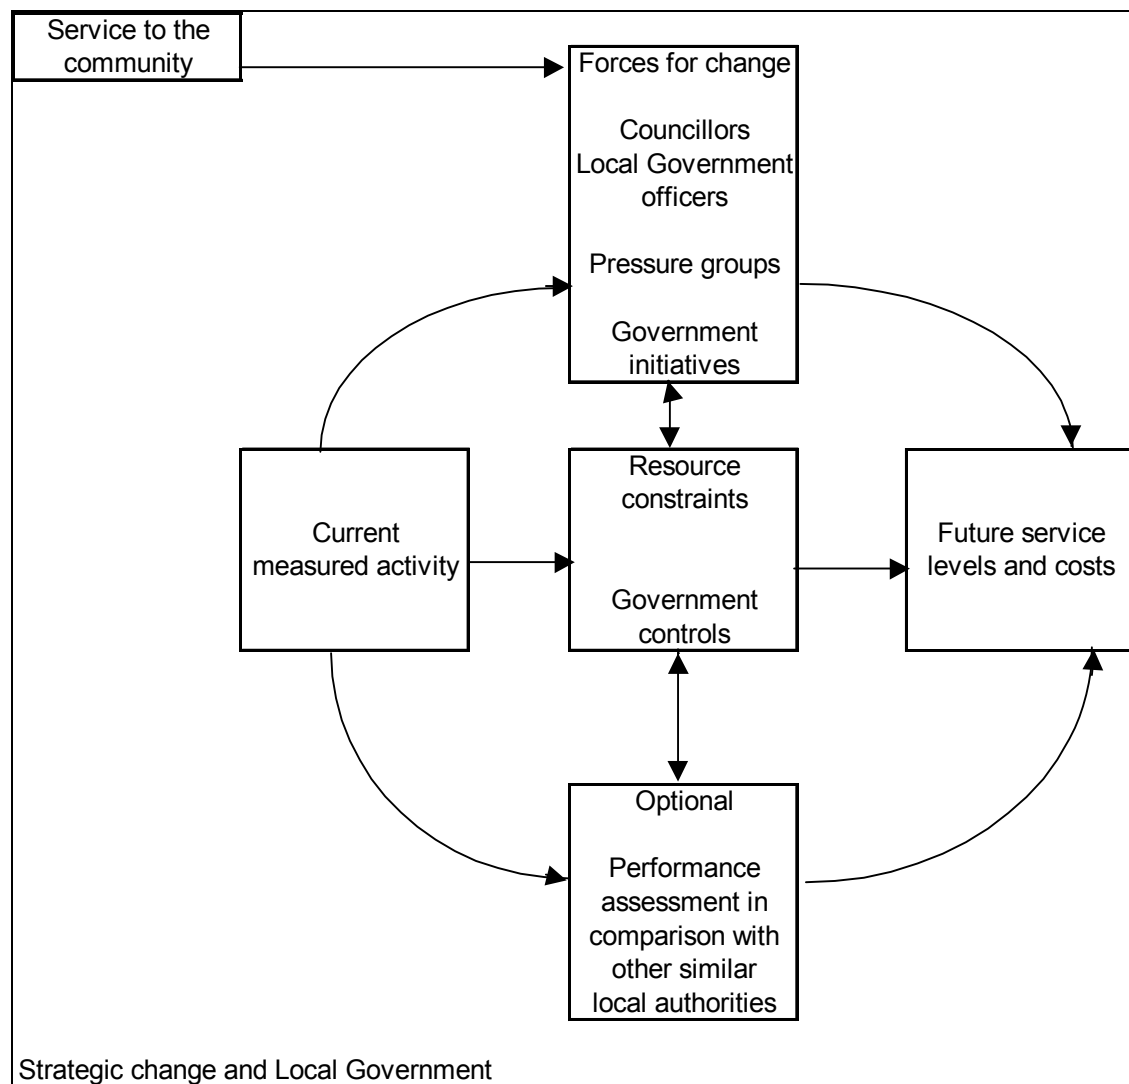 Service to the
community
Forces for change
Councillors
Local Government
officers
Pressure groups
Government
initiatives
Current
measured activity
Resource
constraints
Government
controls
Future service
levels and costs
Optional
Performance
assessment in
comparison with
other similar
local authorities
Strategic change and Local Government